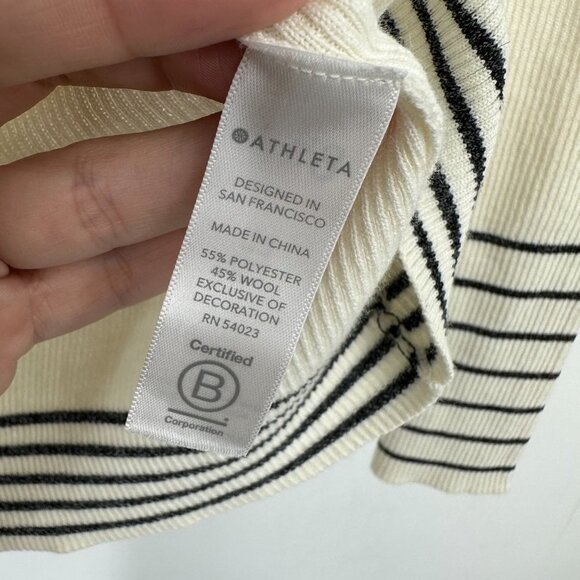 ATHLETA
DESIGNED IN
SAN FRANCISCO
MADE IN CHINA
55% POLYESTER
45% WOOL
EXCLUSIVE OF
DECORATION
RN 54023
Certified
B
Corporation